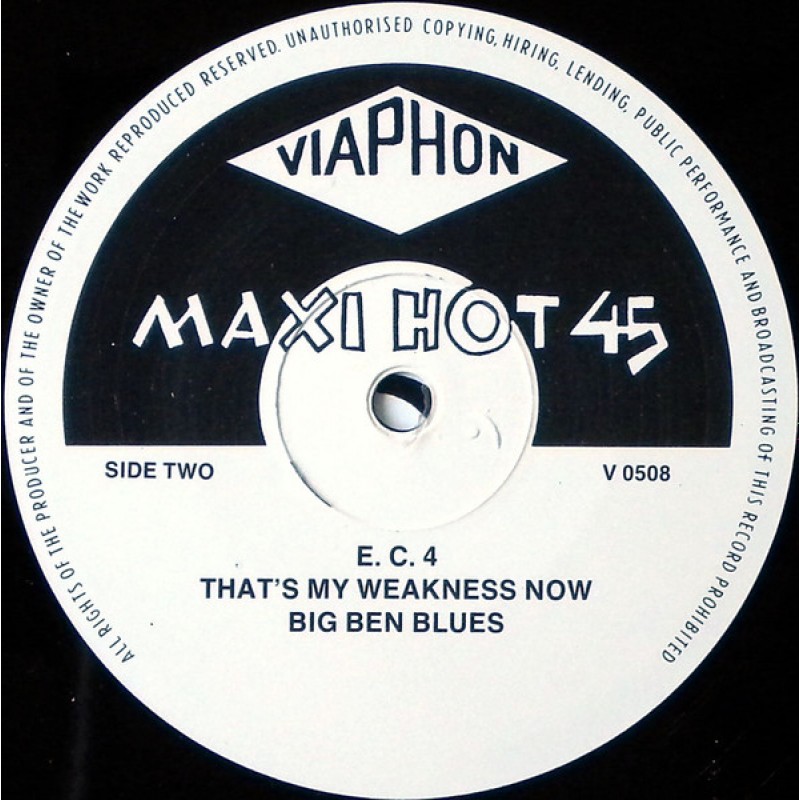 ALL RIGHTS OF THE PRODUCER AND OF THE OWNER OF THE WORK REPRODUCED RESERVED. UNAUTHORISED COPYING, HIRING, LENDING, PUBLIC PERFORMANCE AND BROADCASTING OF THIS RECORD PROHIBITED
VIAPHON
MAXI HOT 45
SIDE TWO
V 0508
E. C. 4
THAT'S MY WEAKNESS NOW
BIG BEN BLUES